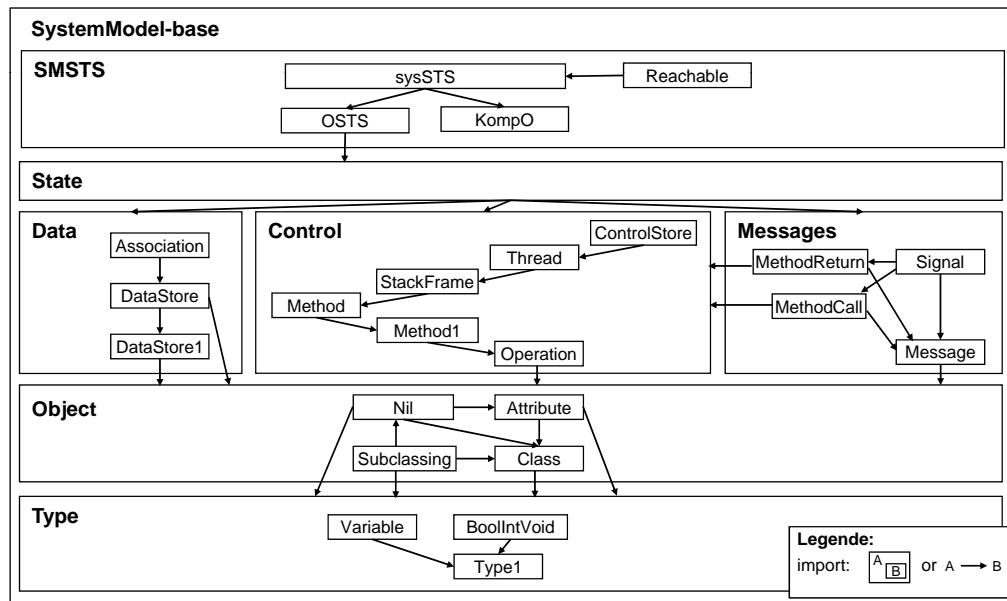 SystemModel-base
SMSTS
sysSTS
Reachable
OSTS
KompO
State
Data
Control
Messages
Association
ControlStore
Thread
MethodReturn
Signal
DataStore
StackFrame
Method
MethodCall
DataStore1
Method1
Operation
Message
Object
Nil
Attribute
Subclassing
Class
Type
Variable
BoolIntVoid
Type1
Legende:
import: A B or A B